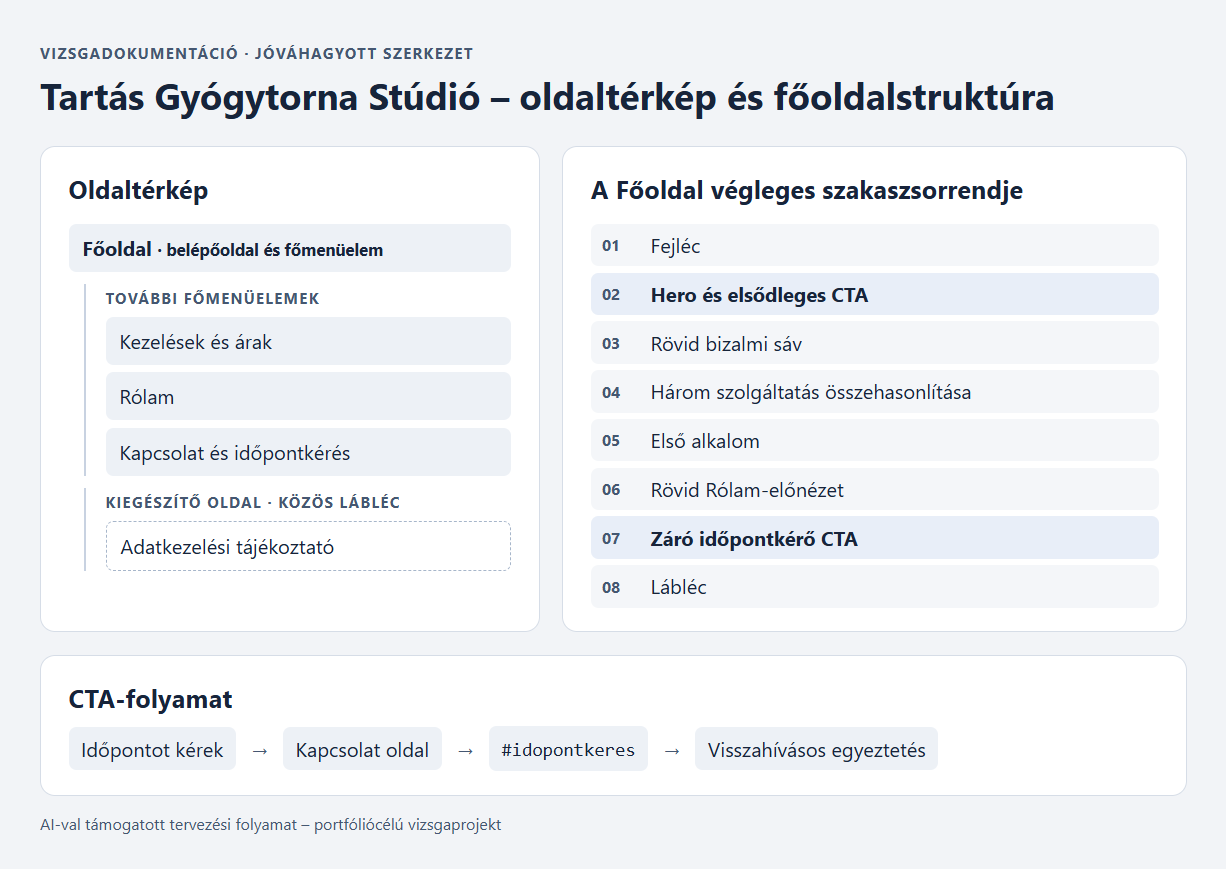 VIZSGADOKUMENTÁCIÓ · JÓVÁHAGYOTT SZERKEZET
Tartás Gyógytorna Stúdió – oldaltérkép és főoldalstruktúra
Oldaltérkép
Főoldal · belépőoldal és főmenüelem
TOVÁBBI FŐMENÜELEMEK
Kezelések és árak
Rólam
Kapcsolat és időpontkérés
KIEGÉSZÍTŐ OLDAL · KÖZÖS LÁBLÉC
Adatkezelési tájékoztató
A Főoldal végleges szakaszsorrendje
01 Fejléc
02 Hero és elsődleges CTA
03 Rövid bizalmi sáv
04 Három szolgáltatás összehasonlítása
05 Első alkalom
06 Rövid Rólam-előnézet
07 Záró időpontkérő CTA
08 Lábléc
CTA-folyamat
Időpontot kérek → Kapcsolat oldal → #idopontkeres → Visszahívásos egyeztetés
AI-val támogatott tervezési folyamat – portfóliócélú vizsgaprojekt